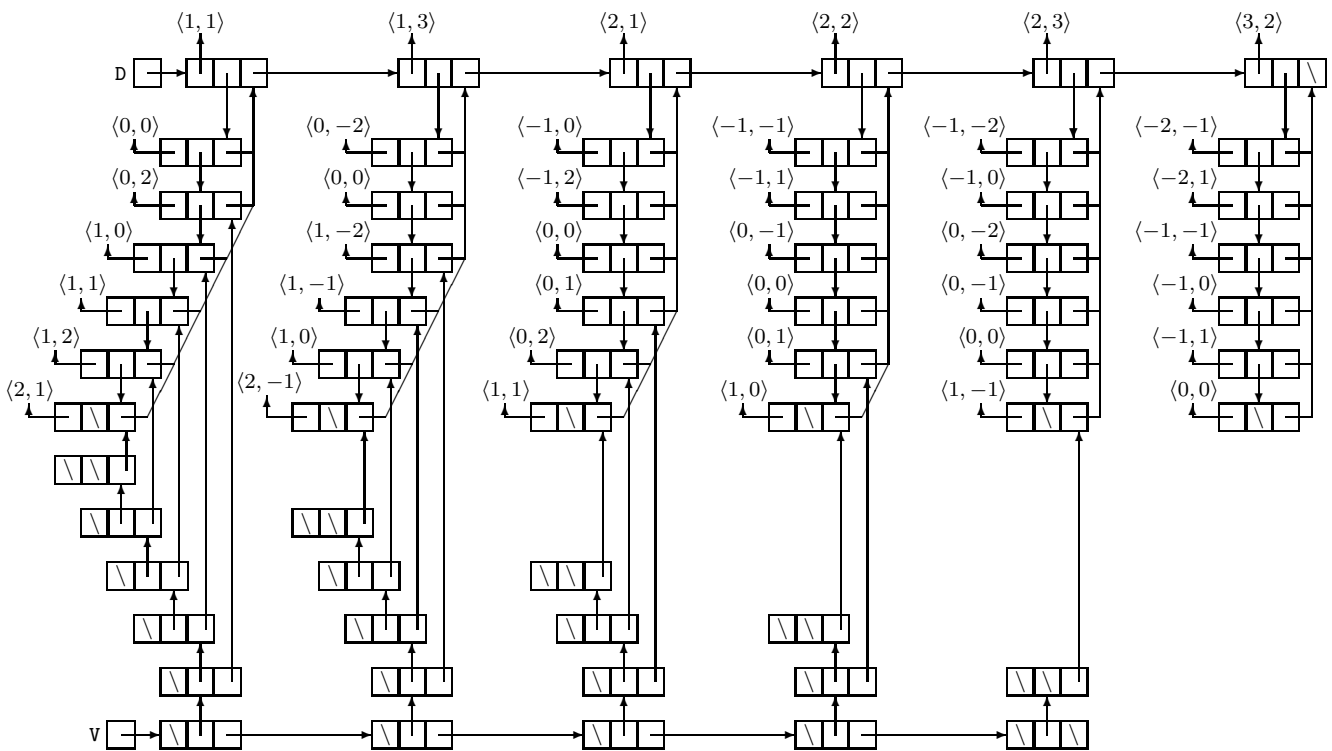 ⟨1, 1⟩ ⟨1, 3⟩ ⟨2, 1⟩ ⟨2, 2⟩ ⟨2, 3⟩ ⟨3, 2⟩
D
⟨0, 0⟩ ⟨0, −2⟩ ⟨−1, 0⟩ ⟨−1, −1⟩ ⟨−1, −2⟩ ⟨−2, −1⟩
⟨0, 2⟩ ⟨0, 0⟩ ⟨−1, 2⟩ ⟨−1, 1⟩ ⟨−1, 0⟩ ⟨−2, 1⟩
⟨1, 0⟩ ⟨1, −2⟩ ⟨0, 0⟩ ⟨0, −1⟩ ⟨0, −2⟩ ⟨−1, −1⟩
⟨1, 1⟩ ⟨1, −1⟩ ⟨0, 1⟩ ⟨0, 0⟩ ⟨0, −1⟩ ⟨−1, 0⟩
⟨1, 2⟩ ⟨1, 0⟩ ⟨0, 2⟩ ⟨0, 1⟩ ⟨0, 0⟩ ⟨−1, 1⟩
⟨2, 1⟩ ⟨2, −1⟩ ⟨1, 1⟩ ⟨1, 0⟩ ⟨1, −1⟩ ⟨0, 0⟩
V